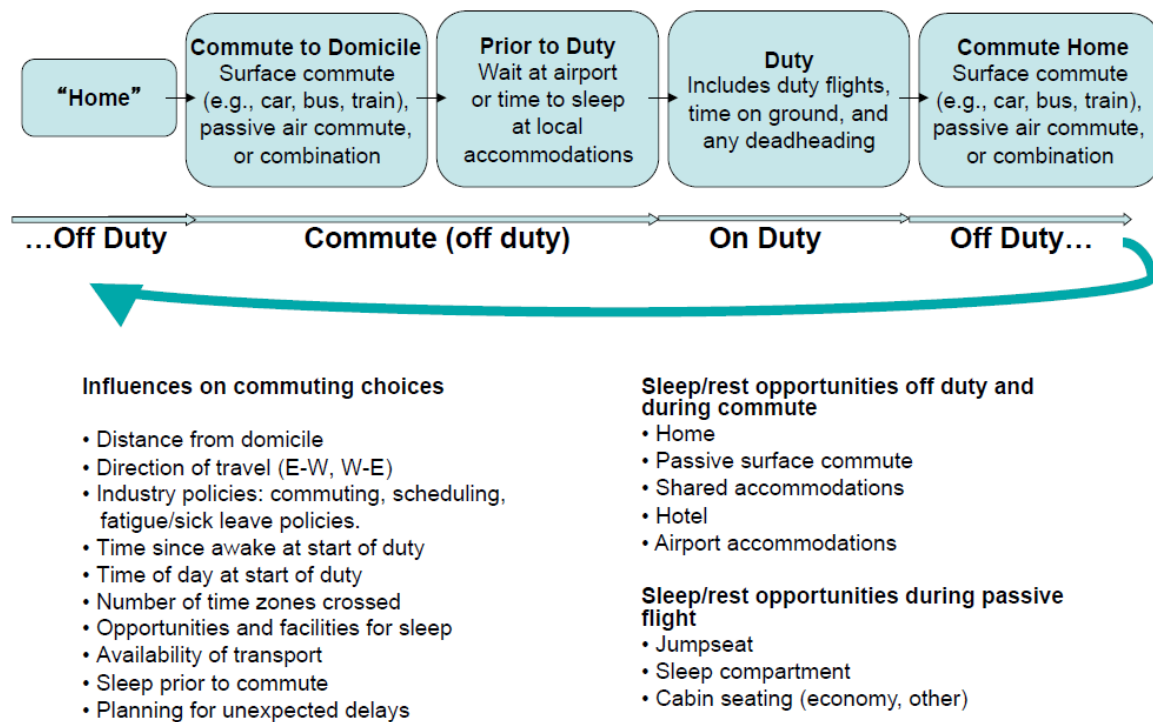 “Home”
Commute to Domicile
Surface commute
(e.g., car, bus, train),
passive air commute,
or combination
Prior to Duty
Wait at airport
or time to sleep
at local
accommodations
Duty
Includes duty flights,
time on ground, and
any deadheading
Commute Home
Surface commute
(e.g., car, bus, train),
passive air commute,
or combination
…Off Duty
Commute (off duty)
On Duty
Off Duty…
Influences on commuting choices
• Distance from domicile
• Direction of travel (E-W, W-E)
• Industry policies: commuting, scheduling,
fatigue/sick leave policies.
• Time since awake at start of duty
• Time of day at start of duty
• Number of time zones crossed
• Opportunities and facilities for sleep
• Availability of transport
• Sleep prior to commute
• Planning for unexpected delays
Sleep/rest opportunities off duty and
during commute
• Home
• Passive surface commute
• Shared accommodations
• Hotel
• Airport accommodations
Sleep/rest opportunities during passive
flight
• Jumpseat
• Sleep compartment
• Cabin seating (economy, other)